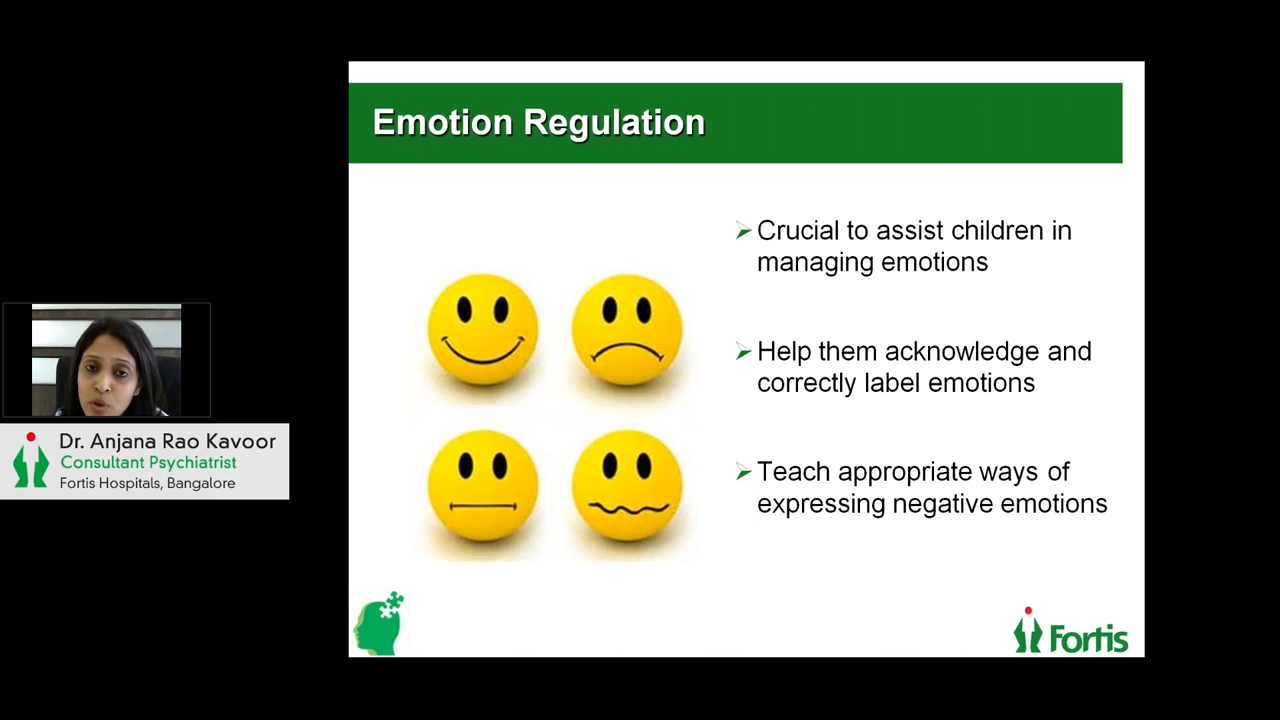 Emotion Regulation
Crucial to assist children in
managing emotions
Help them acknowledge and
correctly label emotions
Teach appropriate ways of
expressing negative emotions
Dr. Anjana Rao Kavoor
Consultant Psychiatrist
Fortis Hospitals, Bangalore
Fortis